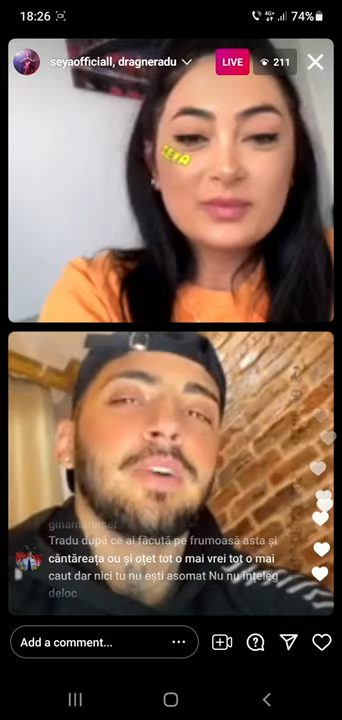 18:26
4G+ 74%
seyaofficiall, dragneradu
LIVE
211
SEYA
Tradu după ce ai făcută pe frumoasă asta și
cântăreața ou și oțet tot o mai vrei tot o mai
caut dar nici tu nu ești asomat Nu nu înțeleg
deloc
Add a comment...